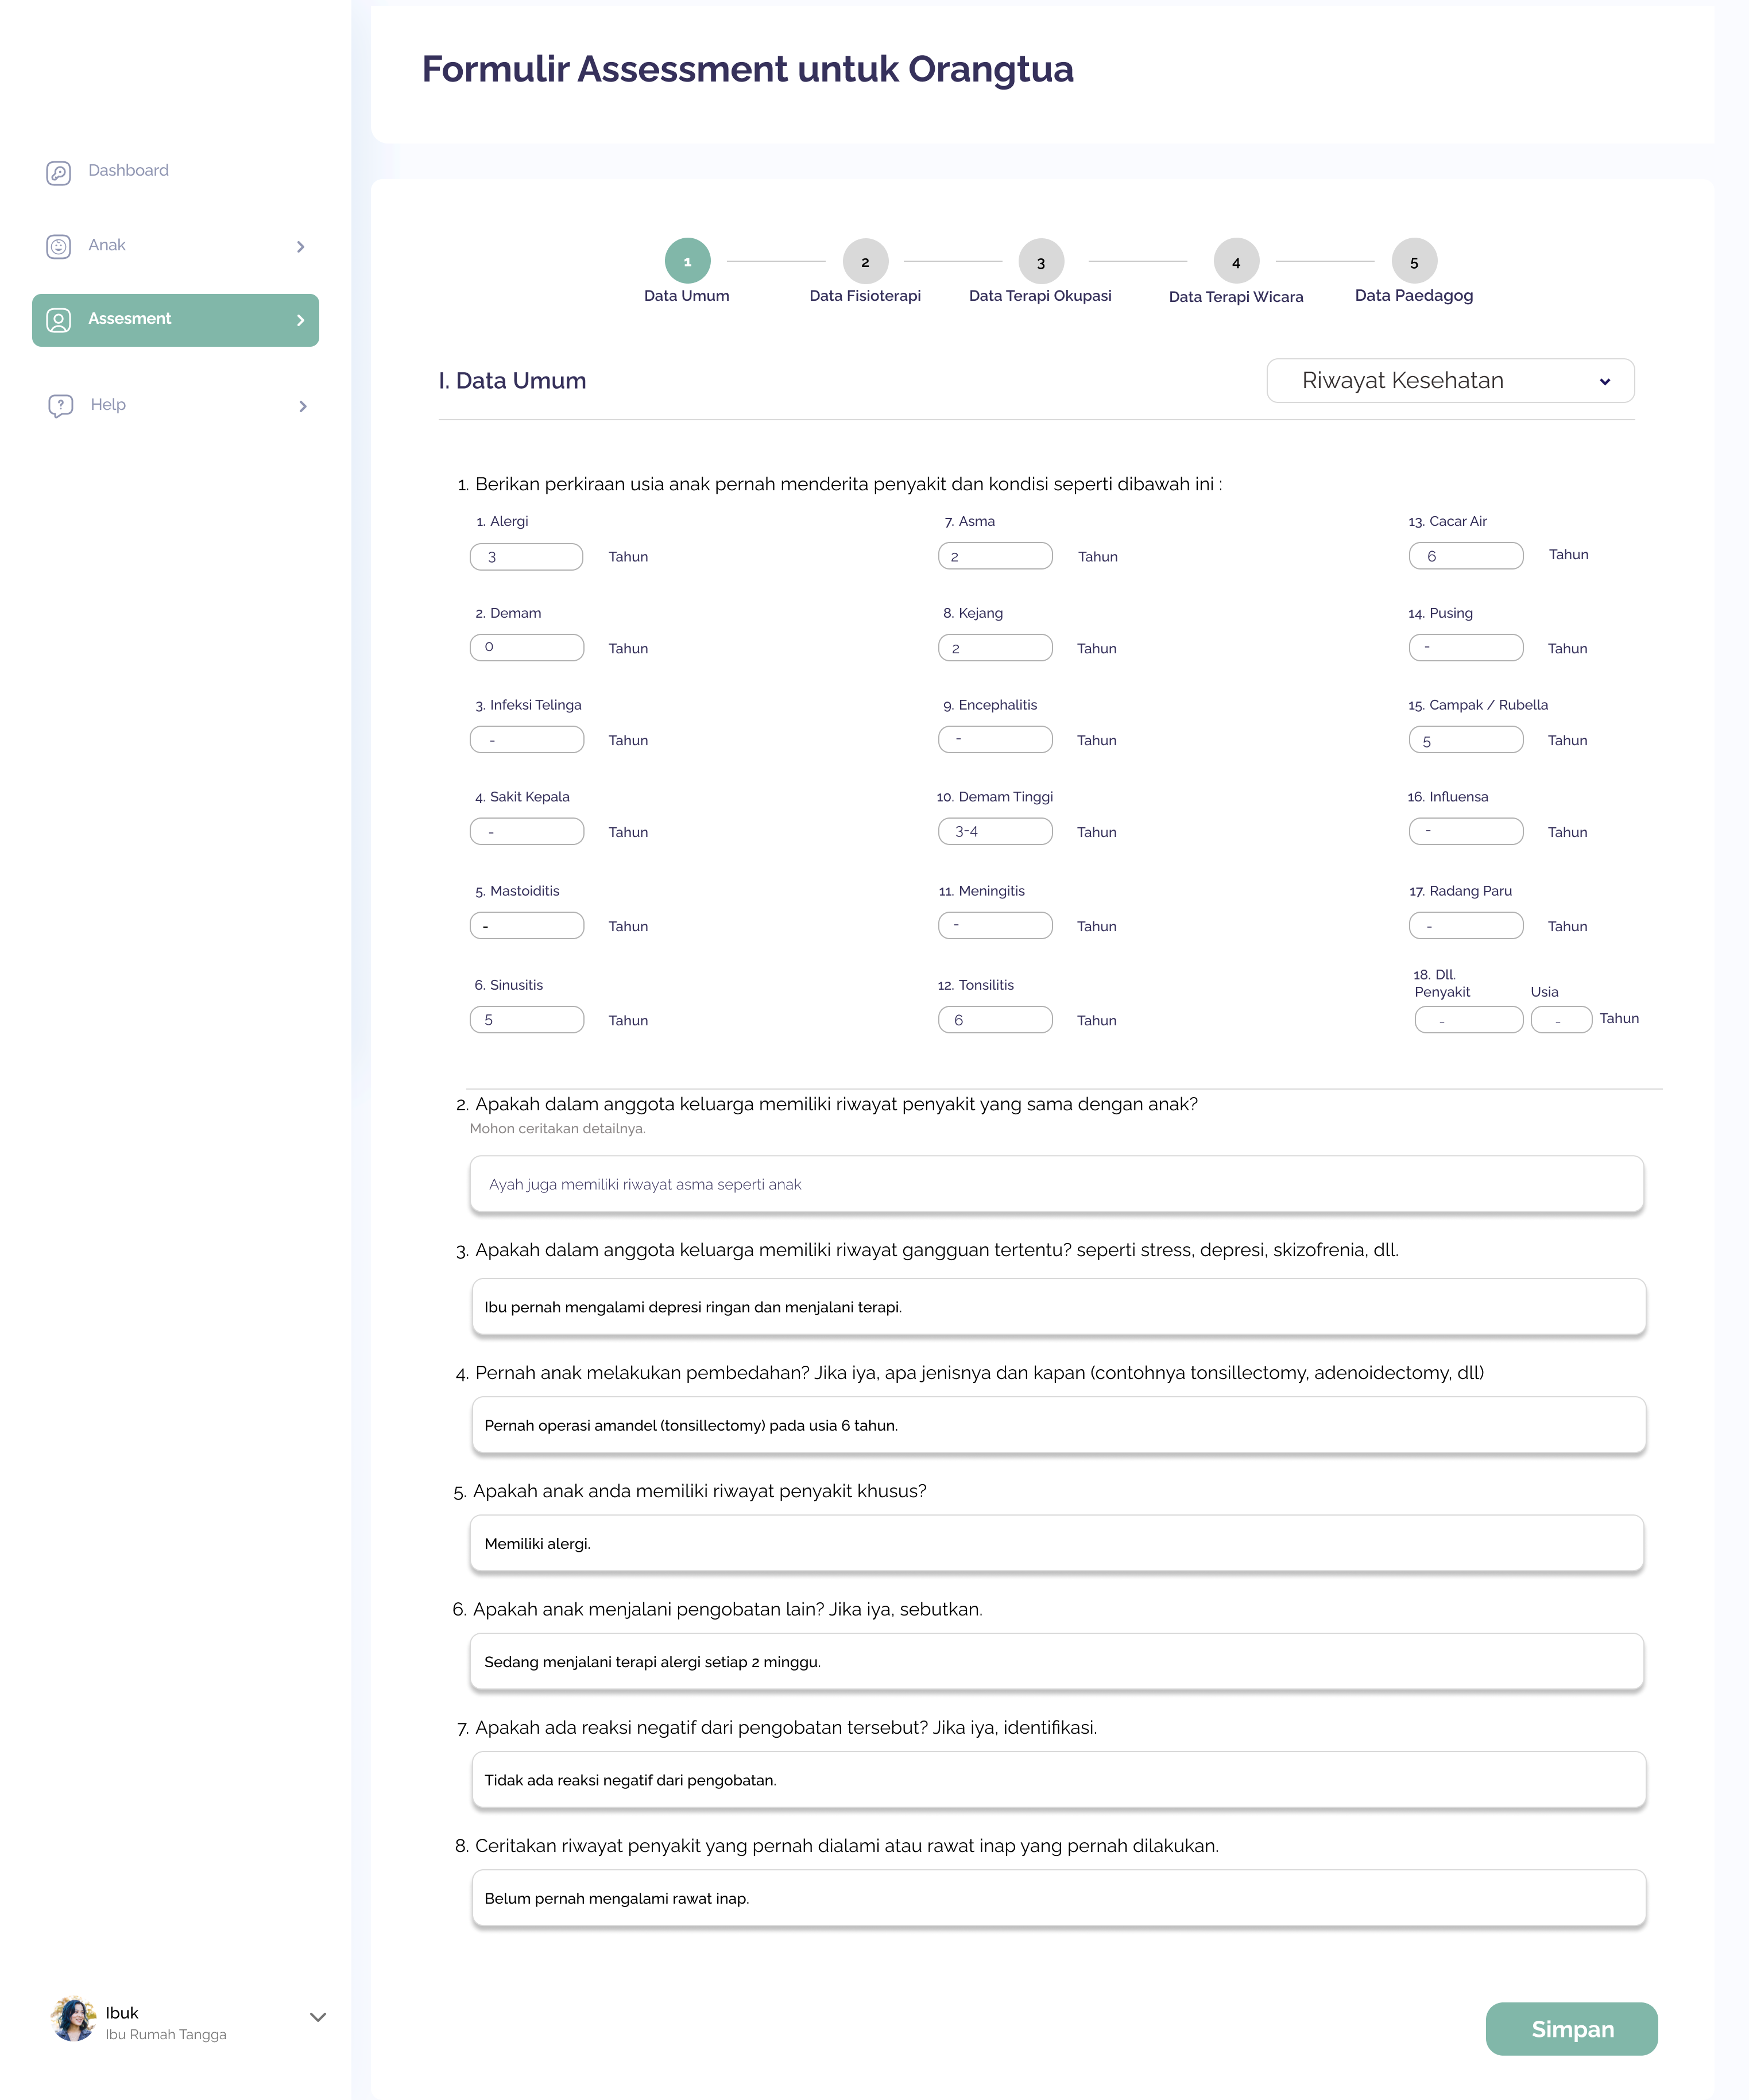 Formulir Assessment untuk Orangtua
Dashboard
Anak
Assesment
Help
1
2
3
4
5
Data Umum
Data Fisioterapi
Data Terapi Okupasi
Data Terapi Wicara
Data Paedagog
I. Data Umum
Riwayat Kesehatan
1. Berikan perkiraan usia anak pernah menderita penyakit dan kondisi seperti dibawah ini :
1. Alergi
3 Tahun
2. Demam
0 Tahun
3. Infeksi Telinga
- Tahun
4. Sakit Kepala
- Tahun
5. Mastoiditis
- Tahun
6. Sinusitis
5 Tahun
7. Asma
2 Tahun
8. Kejang
2 Tahun
9. Encephalitis
- Tahun
10. Demam Tinggi
3-4 Tahun
11. Meningitis
- Tahun
12. Tonsilitis
6 Tahun
13. Cacar Air
6 Tahun
14. Pusing
- Tahun
15. Campak / Rubella
5 Tahun
16. Influensa
- Tahun
17. Radang Paru
- Tahun
18. Dll.
Penyakit Usia
- - Tahun
2. Apakah dalam anggota keluarga memiliki riwayat penyakit yang sama dengan anak?
Mohon ceritakan detailnya.
Ayah juga memiliki riwayat asma seperti anak
3. Apakah dalam anggota keluarga memiliki riwayat gangguan tertentu? seperti stress, depresi, skizofrenia, dll.
Ibu pernah mengalami depresi ringan dan menjalani terapi.
4. Pernah anak melakukan pembedahan? Jika iya, apa jenisnya dan kapan (contohnya tonsillectomy, adenoidectomy, dll)
Pernah operasi amandel (tonsillectomy) pada usia 6 tahun.
5. Apakah anak anda memiliki riwayat penyakit khusus?
Memiliki alergi.
6. Apakah anak menjalani pengobatan lain? Jika iya, sebutkan.
Sedang menjalani terapi alergi setiap 2 minggu.
7. Apakah ada reaksi negatif dari pengobatan tersebut? Jika iya, identifikasi.
Tidak ada reaksi negatif dari pengobatan.
8. Ceritakan riwayat penyakit yang pernah dialami atau rawat inap yang pernah dilakukan.
Belum pernah mengalami rawat inap.
Ibuk
Ibu Rumah Tangga
Simpan